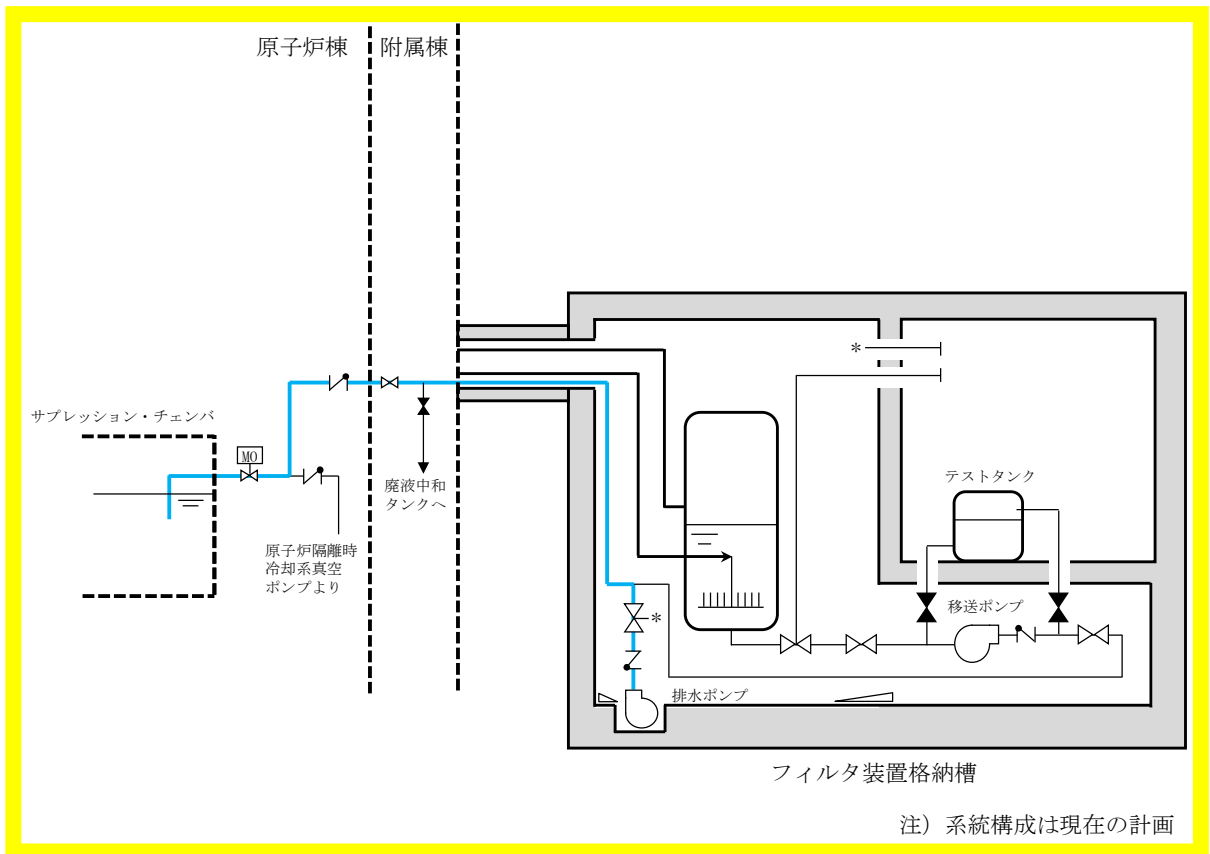 原子炉棟
附属棟
*
サプレッション・チェンバ
MO
廃液中和
タンクへ
テストタンク
原子炉隔離時
冷却系真空
ポンプより
*
移送ポンプ
排水ポンプ
フィルタ装置格納槽
注）系統構成は現在の計画